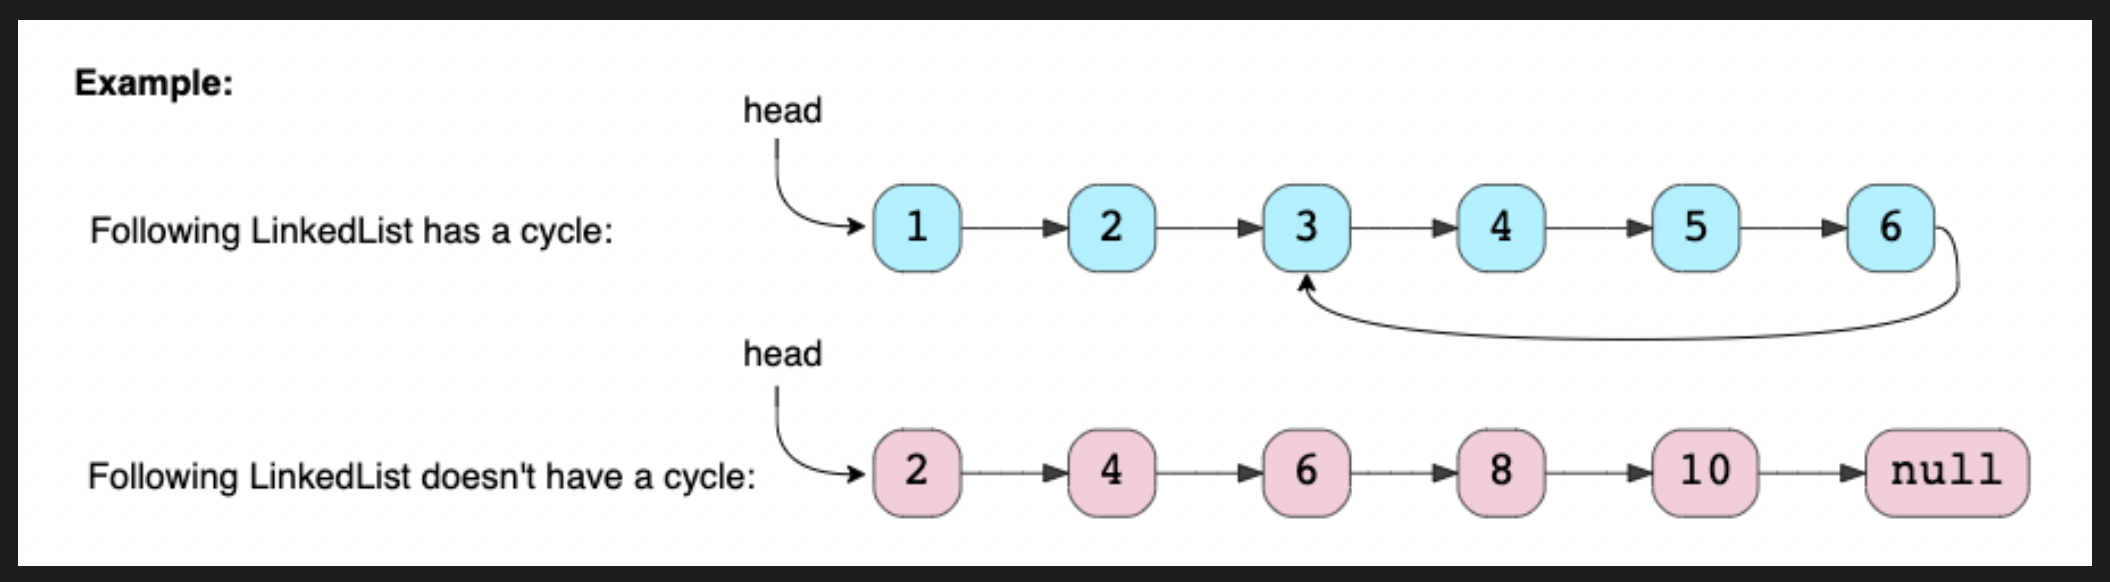 Example:
head
Following LinkedList has a cycle: 1 2 3 4 5 6
head
Following LinkedList doesn't have a cycle: 2 4 6 8 10 null